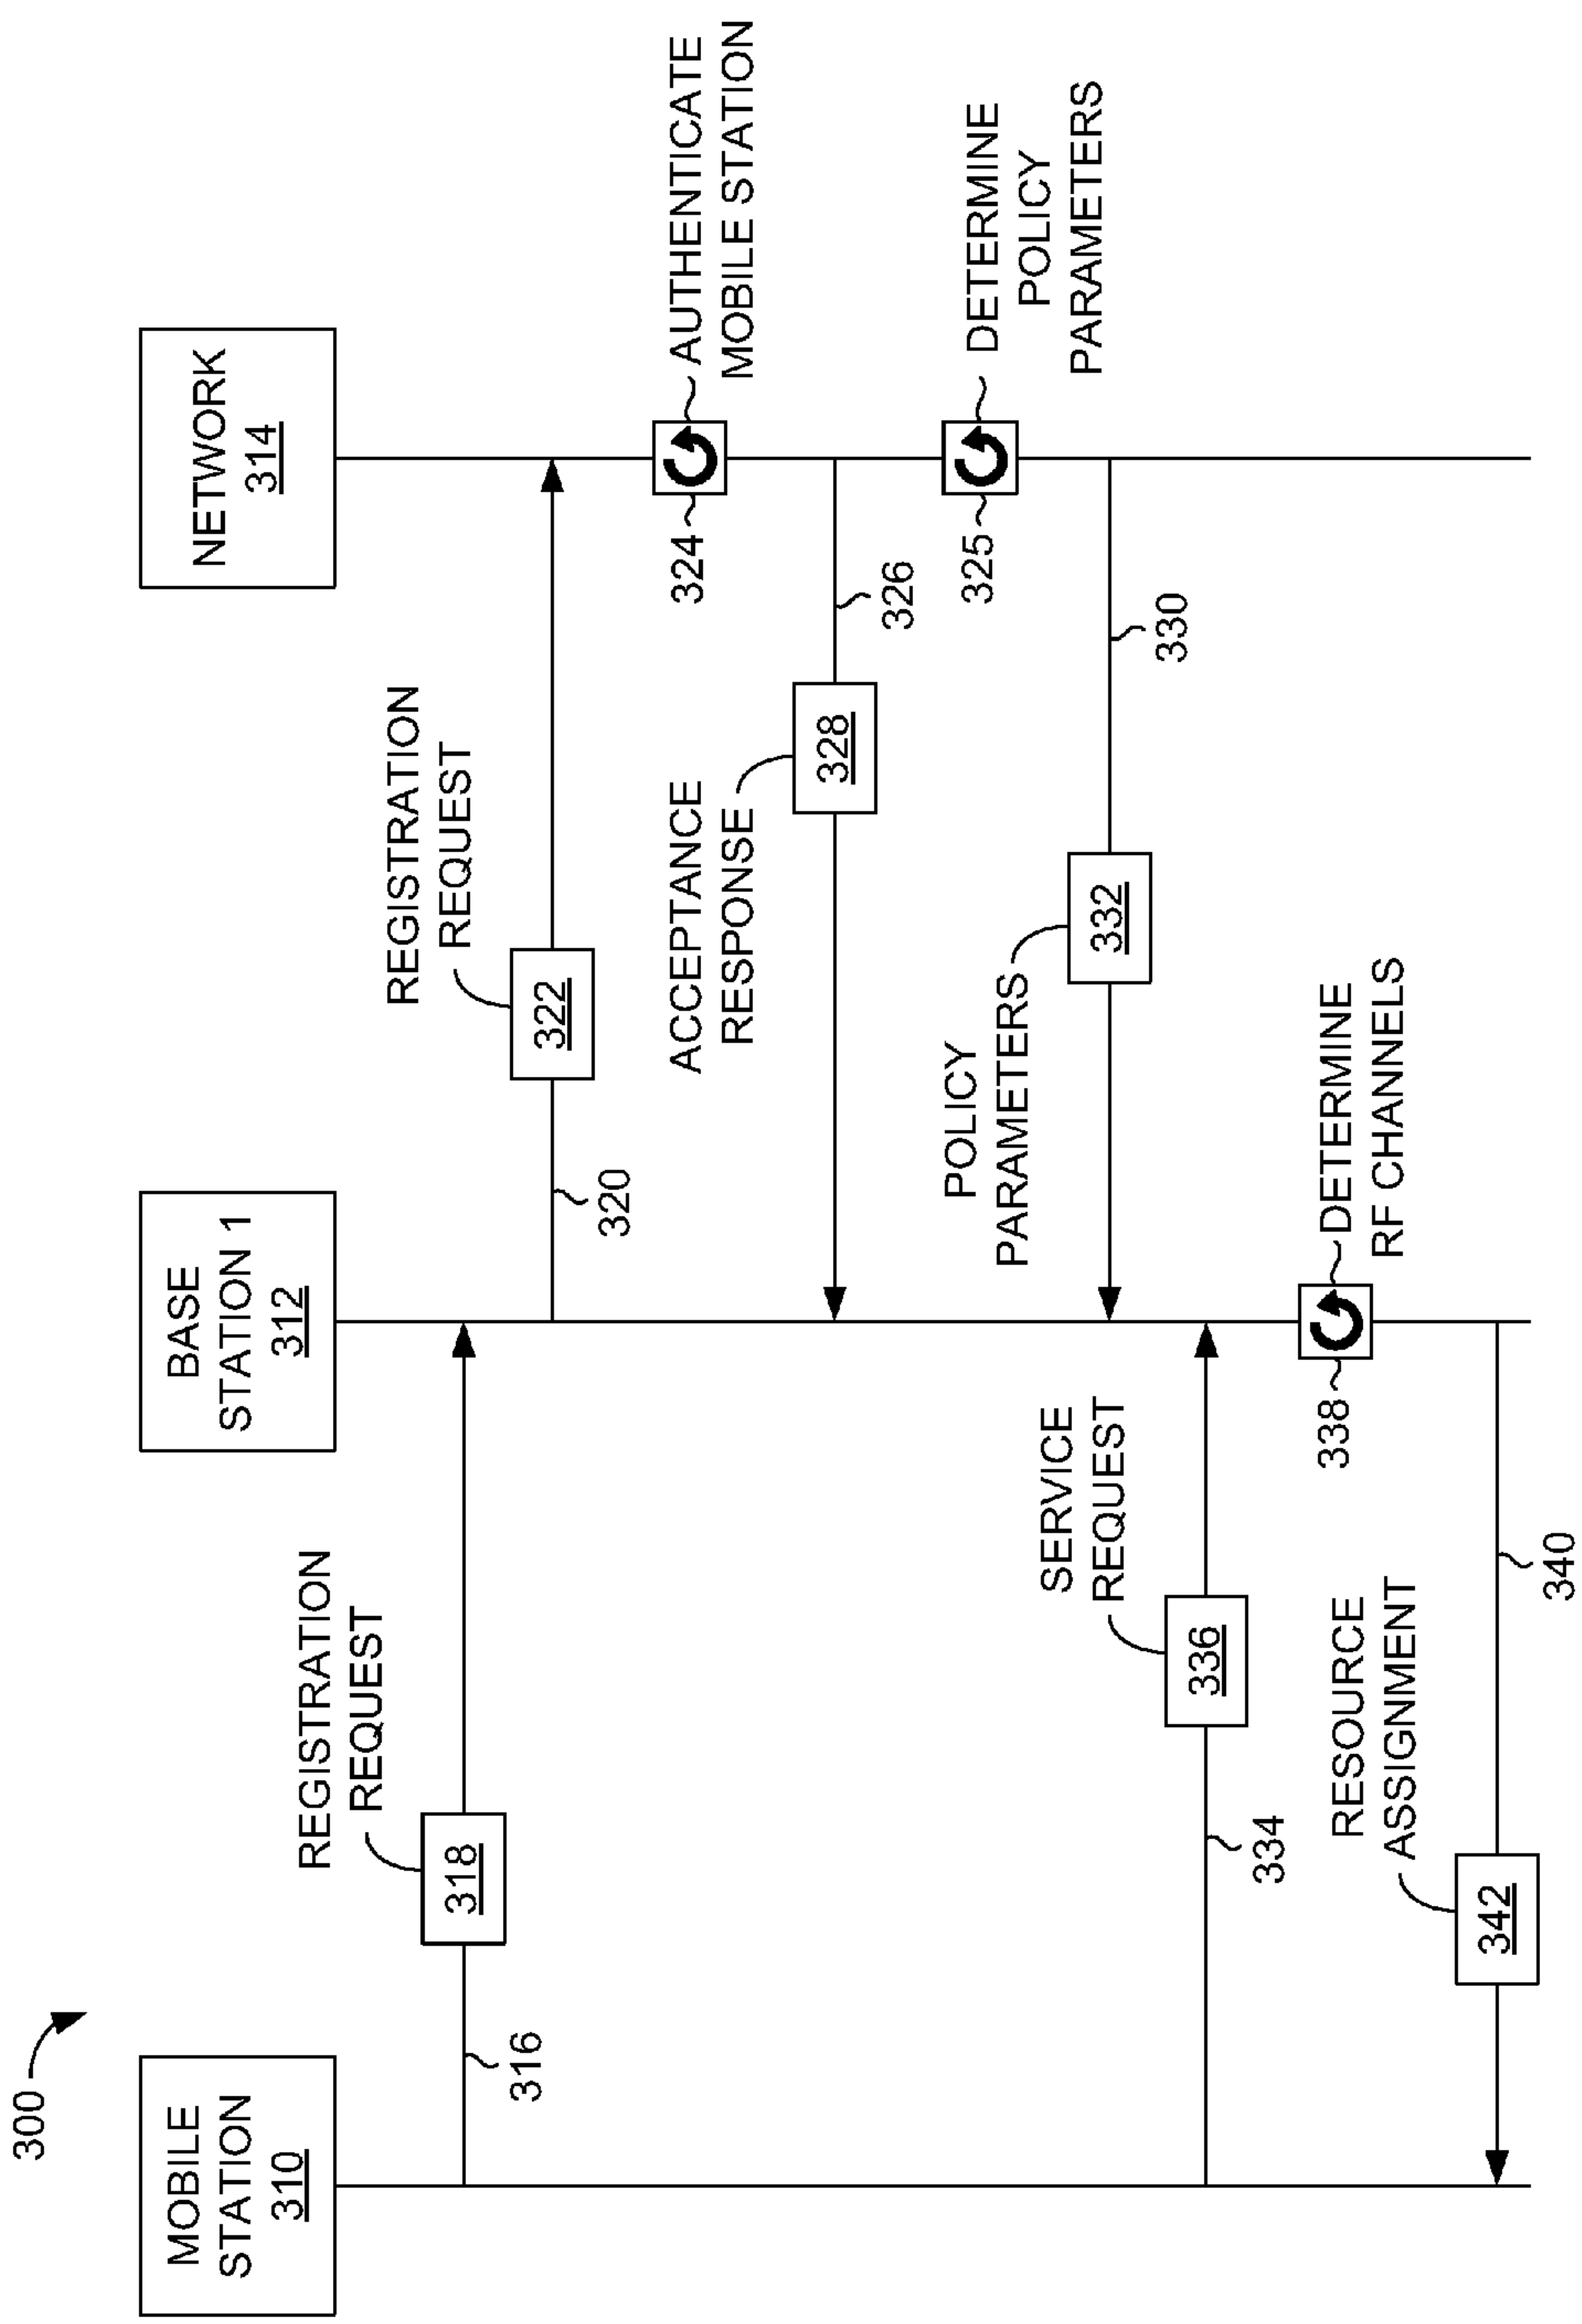 300
MOBILE
STATION
310
BASE
STATION 1
312
NETWORK
314
REGISTRATION
REQUEST
318
316
REGISTRATION
REQUEST
322
320
324
AUTHENTICATE
MOBILE STATION
ACCEPTANCE
RESPONSE
328
326
325
DETERMINE
POLICY
PARAMETERS
POLICY
PARAMETERS
332
330
SERVICE
REQUEST
336
334
338
DETERMINE
RF CHANNELS
RESOURCE
ASSIGNMENT
342
340